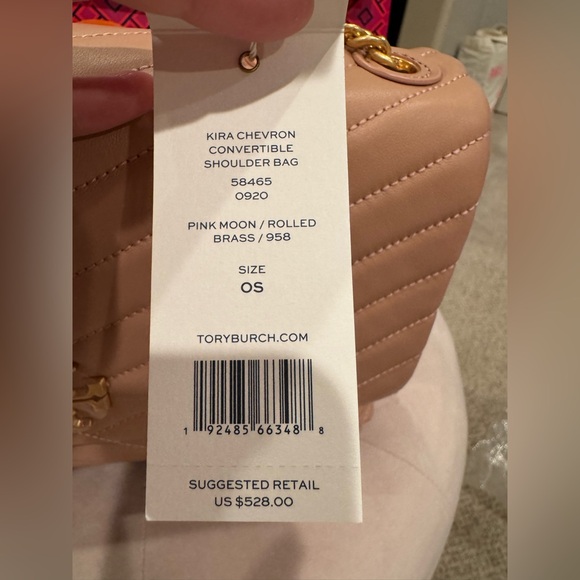 KIRA CHEVRON
CONVERTIBLE
SHOULDER BAG
58465
0920
PINK MOON / ROLLED
BRASS / 958
SIZE
OS
TORYBURCH.COM
1 92485 66348 8
SUGGESTED RETAIL
US $528.00